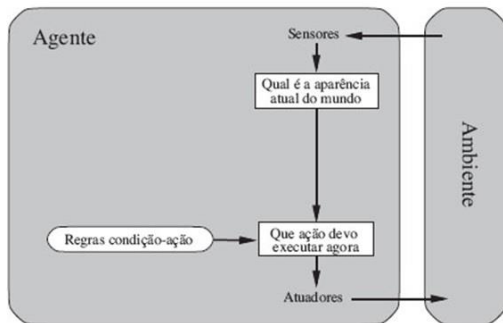 Agente
Sensores
Qual é a aparência
atual do mundo
Ambiente
Regras condição-ação
Que ação devo
executar agora
Atuadores